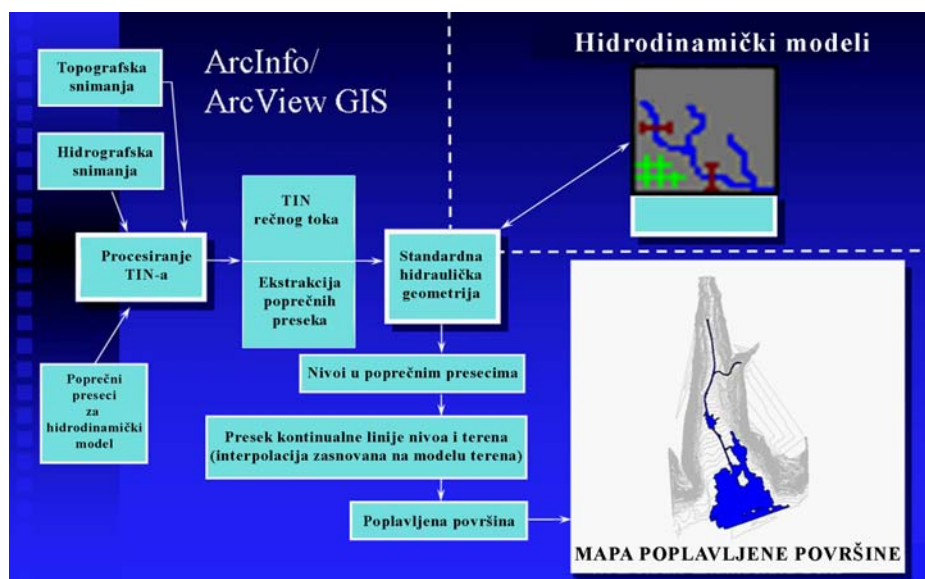 ArcInfo/
ArcView GIS
Hidrodinamički modeli
Topografska
snimanja
Hidrografska
snimanja
Procesiranje
TIN-a
Poprečni
preseci
za
hidrodinamički
model
TIN
rečnog toka
Ekstrakcija
poprečnih
preseka
Standardna
hidraulička
geometrija
Nivoi u poprečnim presecima
Presek kontinualne linije nivoa i terena
(interpolacija zasnovana na modelu terena)
Poplavljena površina
MAPA POPLAVLJENE POVRŠINE